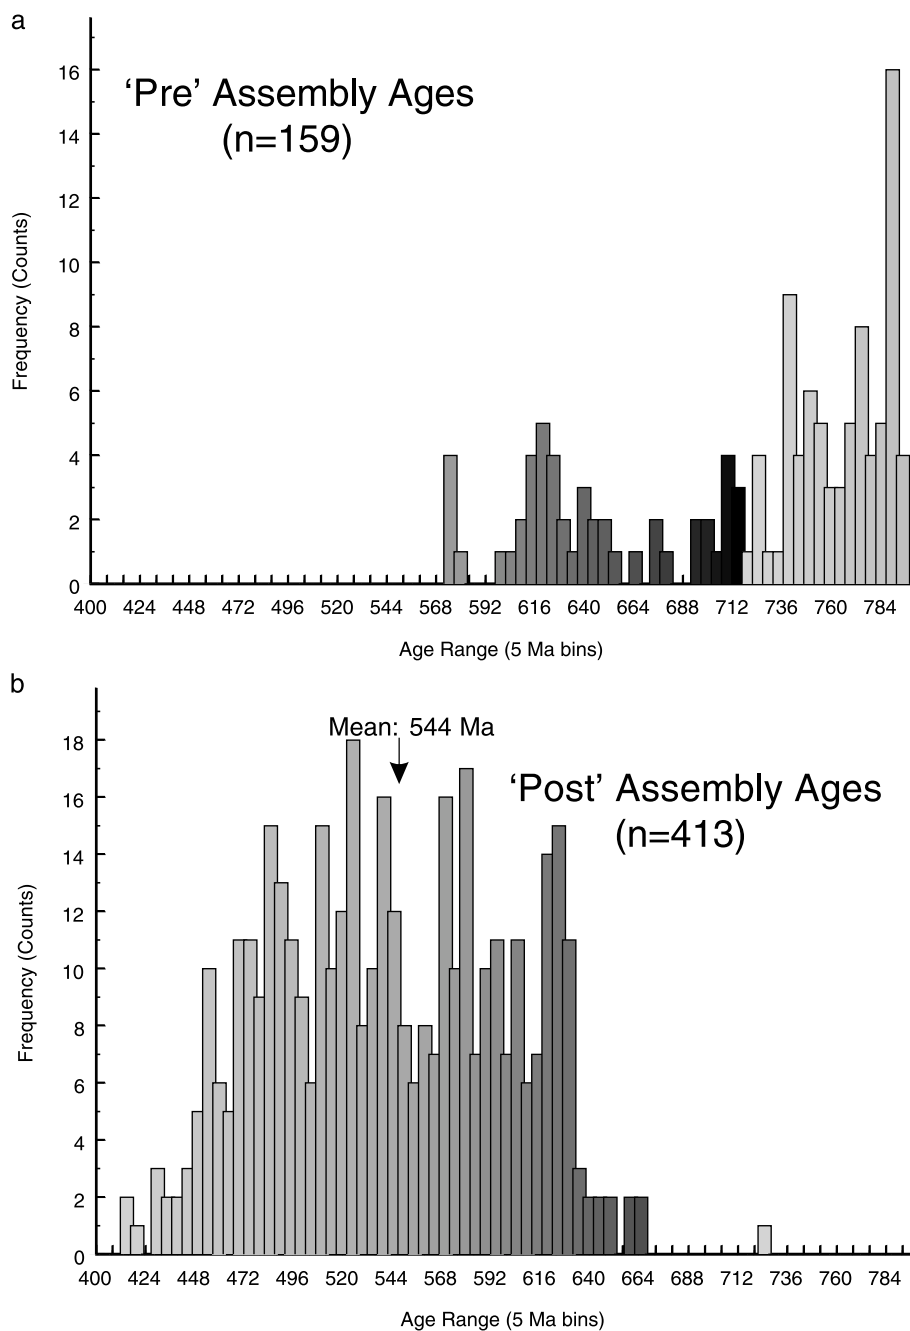 a
‘Pre’ Assembly Ages
(n=159)
16
14
12
10
8
6
4
2
0
Frequency (Counts)
400 424 448 472 496 520 544 568 592 616 640 664 688 712 736 760 784
Age Range (5 Ma bins)
b
Mean: 544 Ma
‘Post’ Assembly Ages
(n=413)
18
16
14
12
10
8
6
4
2
0
Frequency (Counts)
400 424 448 472 496 520 544 568 592 616 640 664 688 712 736 760 784
Age Range (5 Ma bins)